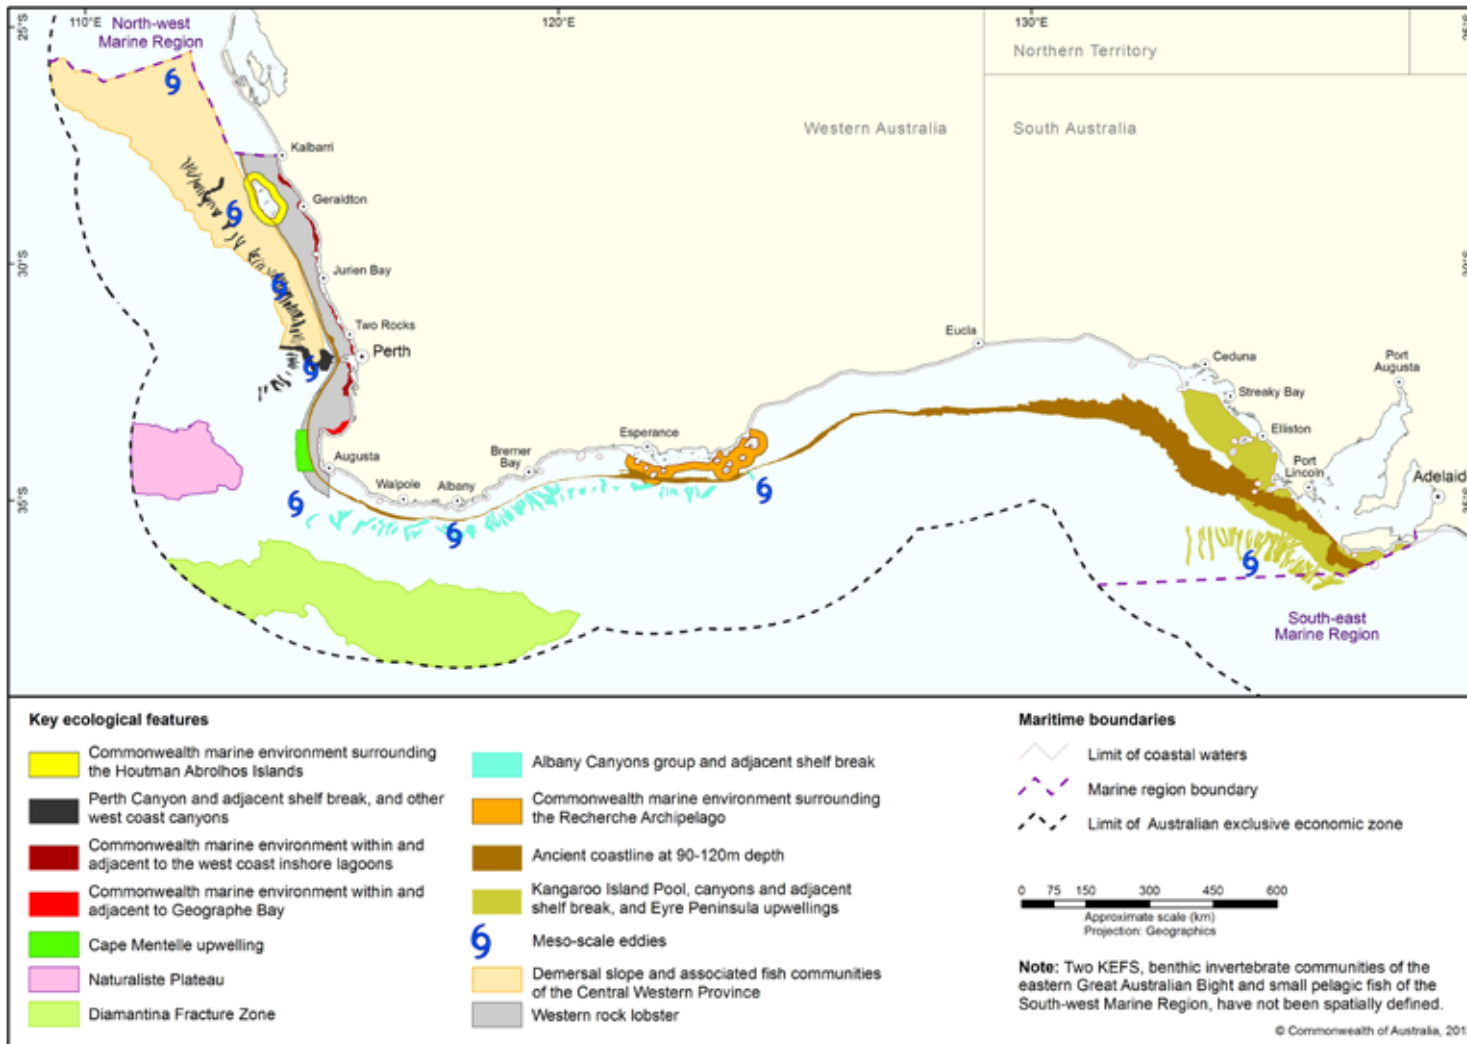 110°E
120°E
130°E
25°S
North-west
Marine Region
Northern Territory
Western Australia
South Australia
Kalbarri
Geraldton
30°S
Jurien Bay
Two Rocks
Perth
Eucla
Ceduna
Port
Augusta
Streaky Bay
Elliston
Esperance
Bremer
Bay
Augusta
Walpole
Albany
Port
Lincoln
Adelaid
35°S
South-east
Marine Region
Key ecological features
Commonwealth marine environment surrounding
the Houtman Abrolhos Islands
Perth Canyon and adjacent shelf break, and other
west coast canyons
Commonwealth marine environment within and
adjacent to the west coast inshore lagoons
Commonwealth marine environment within and
adjacent to Geographe Bay
Cape Mentelle upwelling
Naturaliste Plateau
Diamantina Fracture Zone
Albany Canyons group and adjacent shelf break
Commonwealth marine environment surrounding
the Recherche Archipelago
Ancient coastline at 90-120m depth
Kangaroo Island Pool, canyons and adjacent
shelf break, and Eyre Peninsula upwellings
Meso-scale eddies
Demersal slope and associated fish communities
of the Central Western Province
Western rock lobster
Maritime boundaries
Limit of coastal waters
Marine region boundary
Limit of Australian exclusive economic zone
0 75 150 300 450 600
Approximate scale (km)
Projection: Geographics
Note: Two KEFS, benthic invertebrate communities of the
eastern Great Australian Bight and small pelagic fish of the
South-west Marine Region, have not been spatially defined.
© Commonwealth of Australia, 201